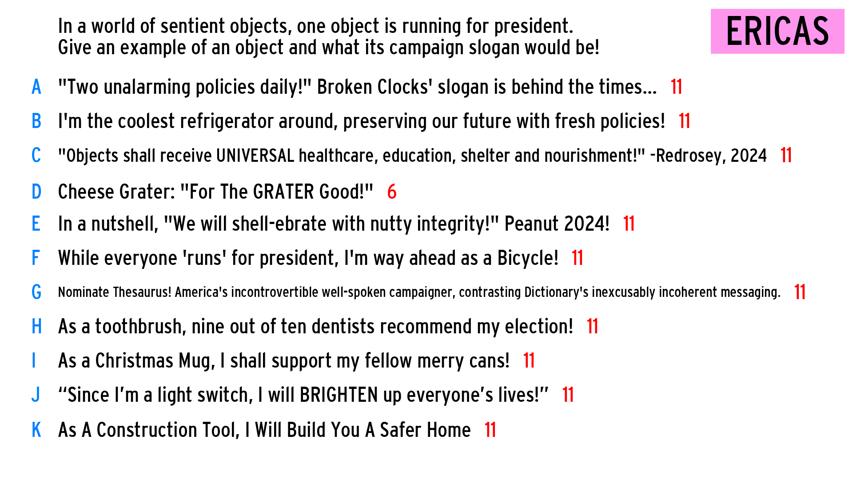 In a world of sentient objects, one object is running for president.
Give an example of an object and what its campaign slogan would be!
ERICAS
A "Two unalarming policies daily!" Broken Clocks' slogan is behind the times... 11
B I'm the coolest refrigerator around, preserving our future with fresh policies! 11
C "Objects shall receive UNIVERSAL healthcare, education, shelter and nourishment!" -Redrosey, 2024 11
D Cheese Grater: "For The GRATER Good!" 6
E In a nutshell, "We will shell-ebrate with nutty integrity!" Peanut 2024! 11
F While everyone 'runs' for president, I'm way ahead as a Bicycle! 11
G Nominate Thesaurus! America's incontrovertible well-spoken campaigner, contrasting Dictionary's inexcusably incoherent messaging. 11
H As a toothbrush, nine out of ten dentists recommend my election! 11
I As a Christmas Mug, I shall support my fellow merry cans! 11
J “Since I’m a light switch, I will BRIGHTEN up everyone’s lives!” 11
K As A Construction Tool, I Will Build You A Safer Home 11